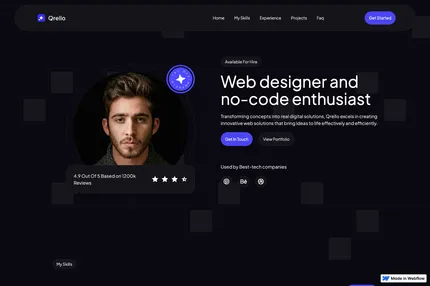 Qrello
Home
My Skills
Experience
Projects
Faq
Get Started
Available For Hire
Web designer and
no-code enthusiast
Transforming concepts into real digital solutions, Qrello excels in creating
innovative web solutions that bring ideas to life effectively and efficiently.
Get In Touch
View Portfolio
4.9 Out Of 5 Based on 1200k
Reviews
Used by Best-tech companies
Bē
My Skills
Made in Webflow